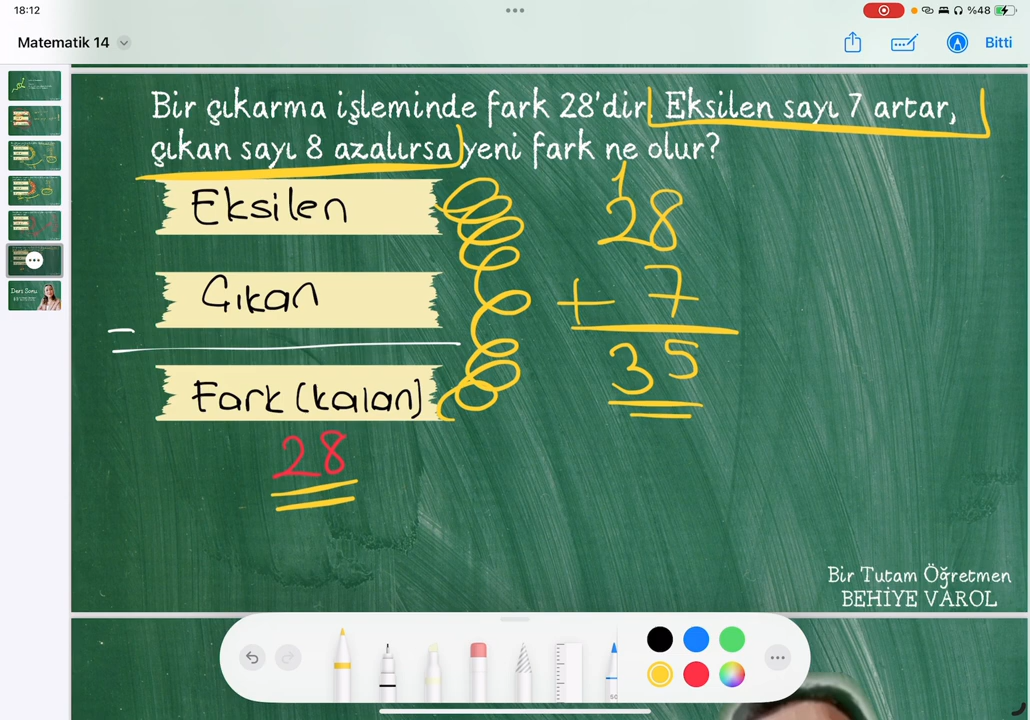 18:12
%48
Matematik 14
Bitti
Bir çıkarma işleminde fark 28'dir. Eksilen sayı 7 artar,
çıkan sayı 8 azalırsa yeni fark ne olur?
Eksilen
Çıkan
-
Fark (kalan)
28
1
28
+ 7
35
Ders Sonu
Bir Tutam Öğretmen
BEHİYE VAROL